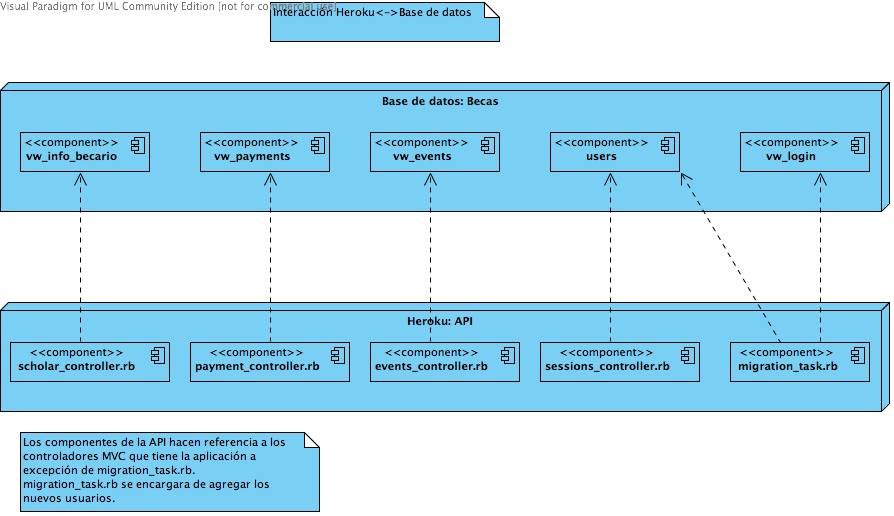 Visual Paradigm for UML Community Edition [not for commercial use]
Interacción Heroku<->Base de datos
Base de datos: Becas
<<component>>
vw_info_becario
<<component>>
vw_payments
<<component>>
vw_events
<<component>>
users
<<component>>
vw_login
Heroku: API
<<component>>
scholar_controller.rb
<<component>>
payment_controller.rb
<<component>>
events_controller.rb
<<component>>
sessions_controller.rb
<<component>>
migration_task.rb
Los componentes de la API hacen referencia a los
controladores MVC que tiene la aplicación a
excepción de migration_task.rb.
migration_task.rb se encargara de agregar los
nuevos usuarios.